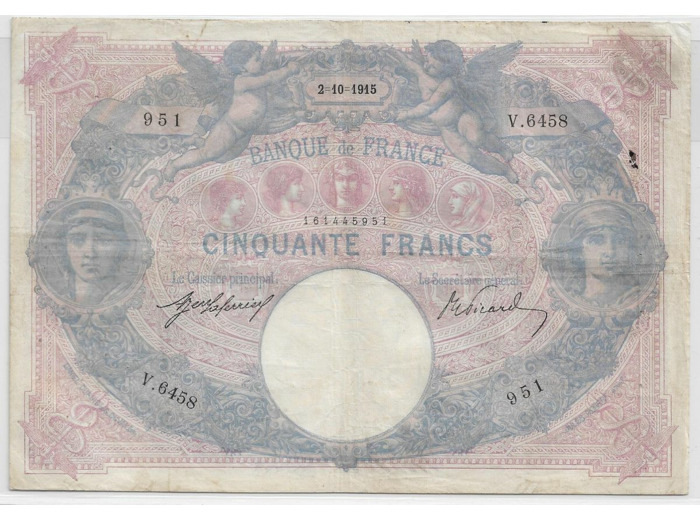 2=10=1915
951
V.6458
BANQUE de FRANCE
161445951
CINQUANTE FRANCS
Le Caissier principal, Le Secrétaire général,
V.6458
951